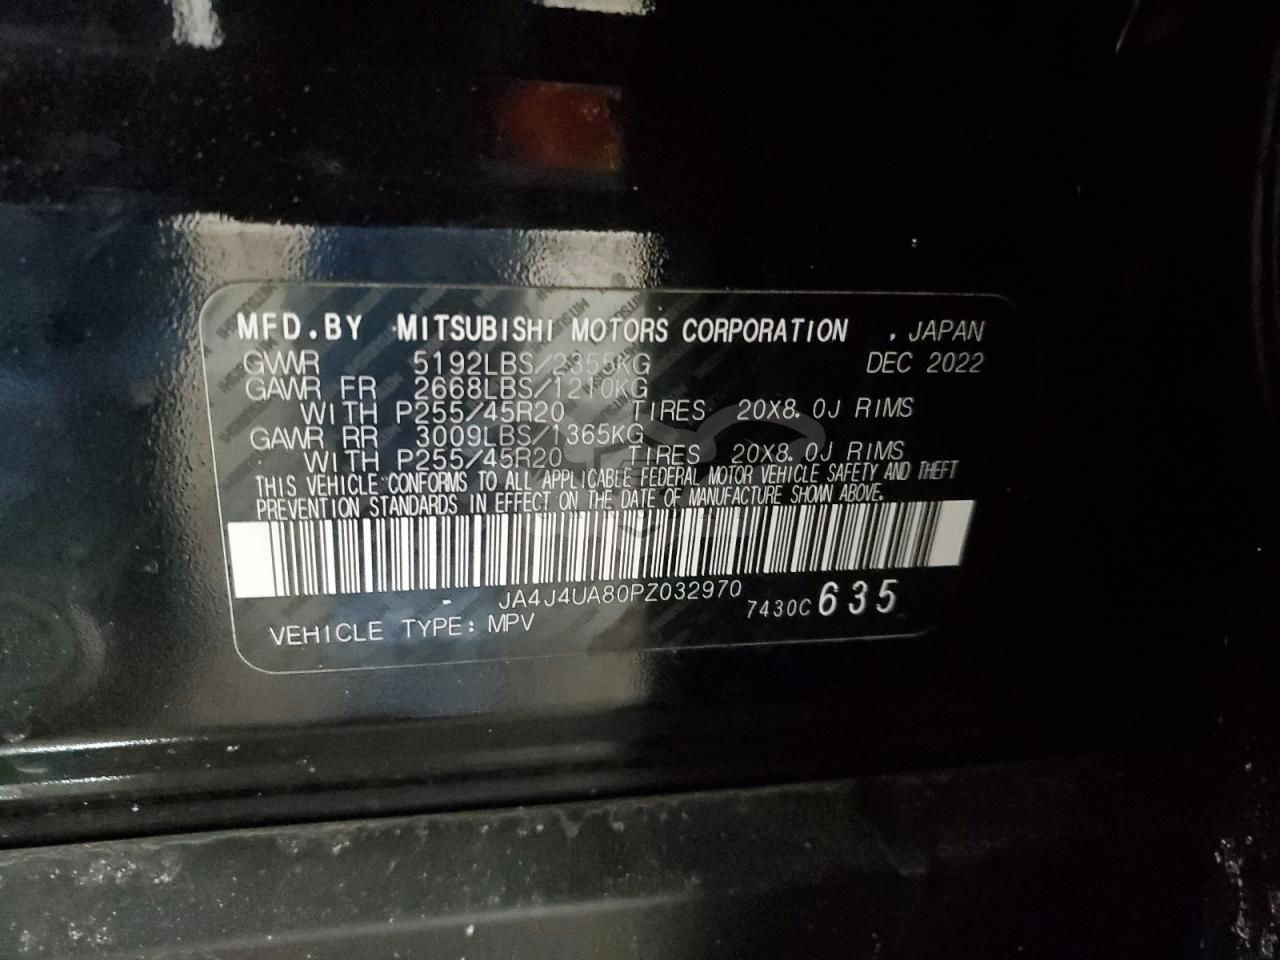 MFD.BY MITSUBISHI MOTORS CORPORATION , JAPAN
GVWR 5192LBS/2355KG DEC 2022
GAWR FR 2668LBS/1210KG
WITH P255/45R20 TIRES 20X8.0J RIMS
GAWR RR 3009LBS/1365KG
WITH P255/45R20 TIRES 20X8.0J RIMS
THIS VEHICLE CONFORMS TO ALL APPLICABLE FEDERAL MOTOR VEHICLE SAFETY AND THEFT
PREVENTION STANDARDS IN EFFECT ON THE DATE OF MANUFACTURE SHOWN ABOVE.
JA4J4UA80PZ032970
7430C 635
VEHICLE TYPE: MPV